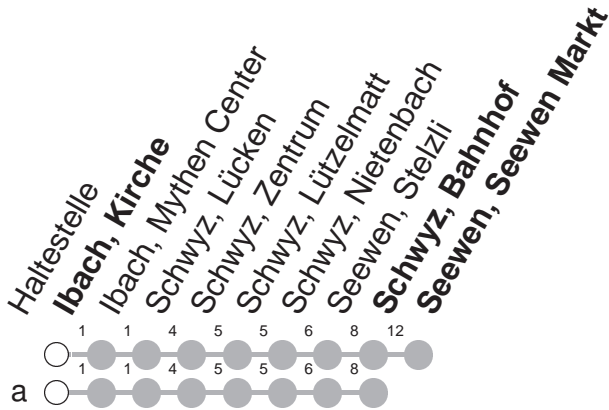 Haltestelle
Ibach, Kirche
Ibach, Mythen Center
Schwyz, Lücken
Schwyz, Zentrum
Schwyz, Lützelmatt
Schwyz, Nietenbach
Seewen, Stelzli
Schwyz, Bahnhof
Seewen, Seewen Markt
1 1 4 5 5 6 8 12
a 1 1 4 5 5 6 8